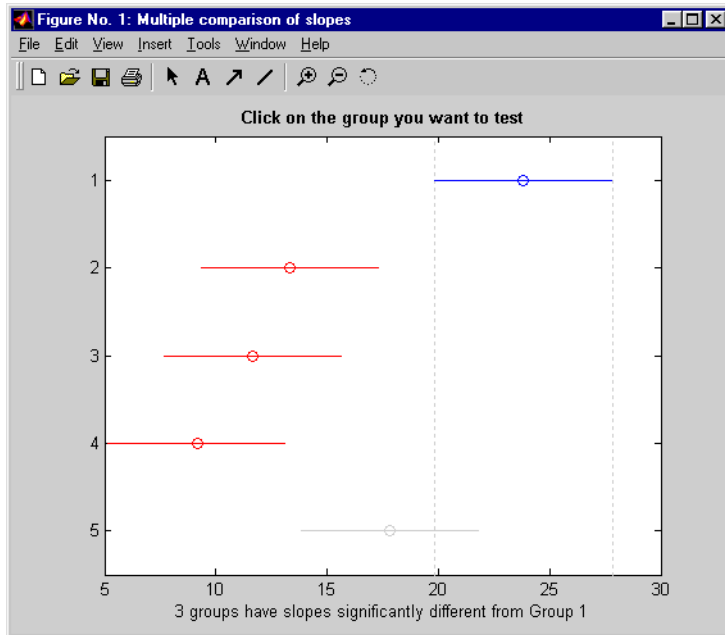 Figure No. 1: Multiple comparison of slopes
File Edit View Insert Tools Window Help
A
Click on the group you want to test
1
2
3
4
5
5 10 15 20 25 30
3 groups have slopes significantly different from Group 1